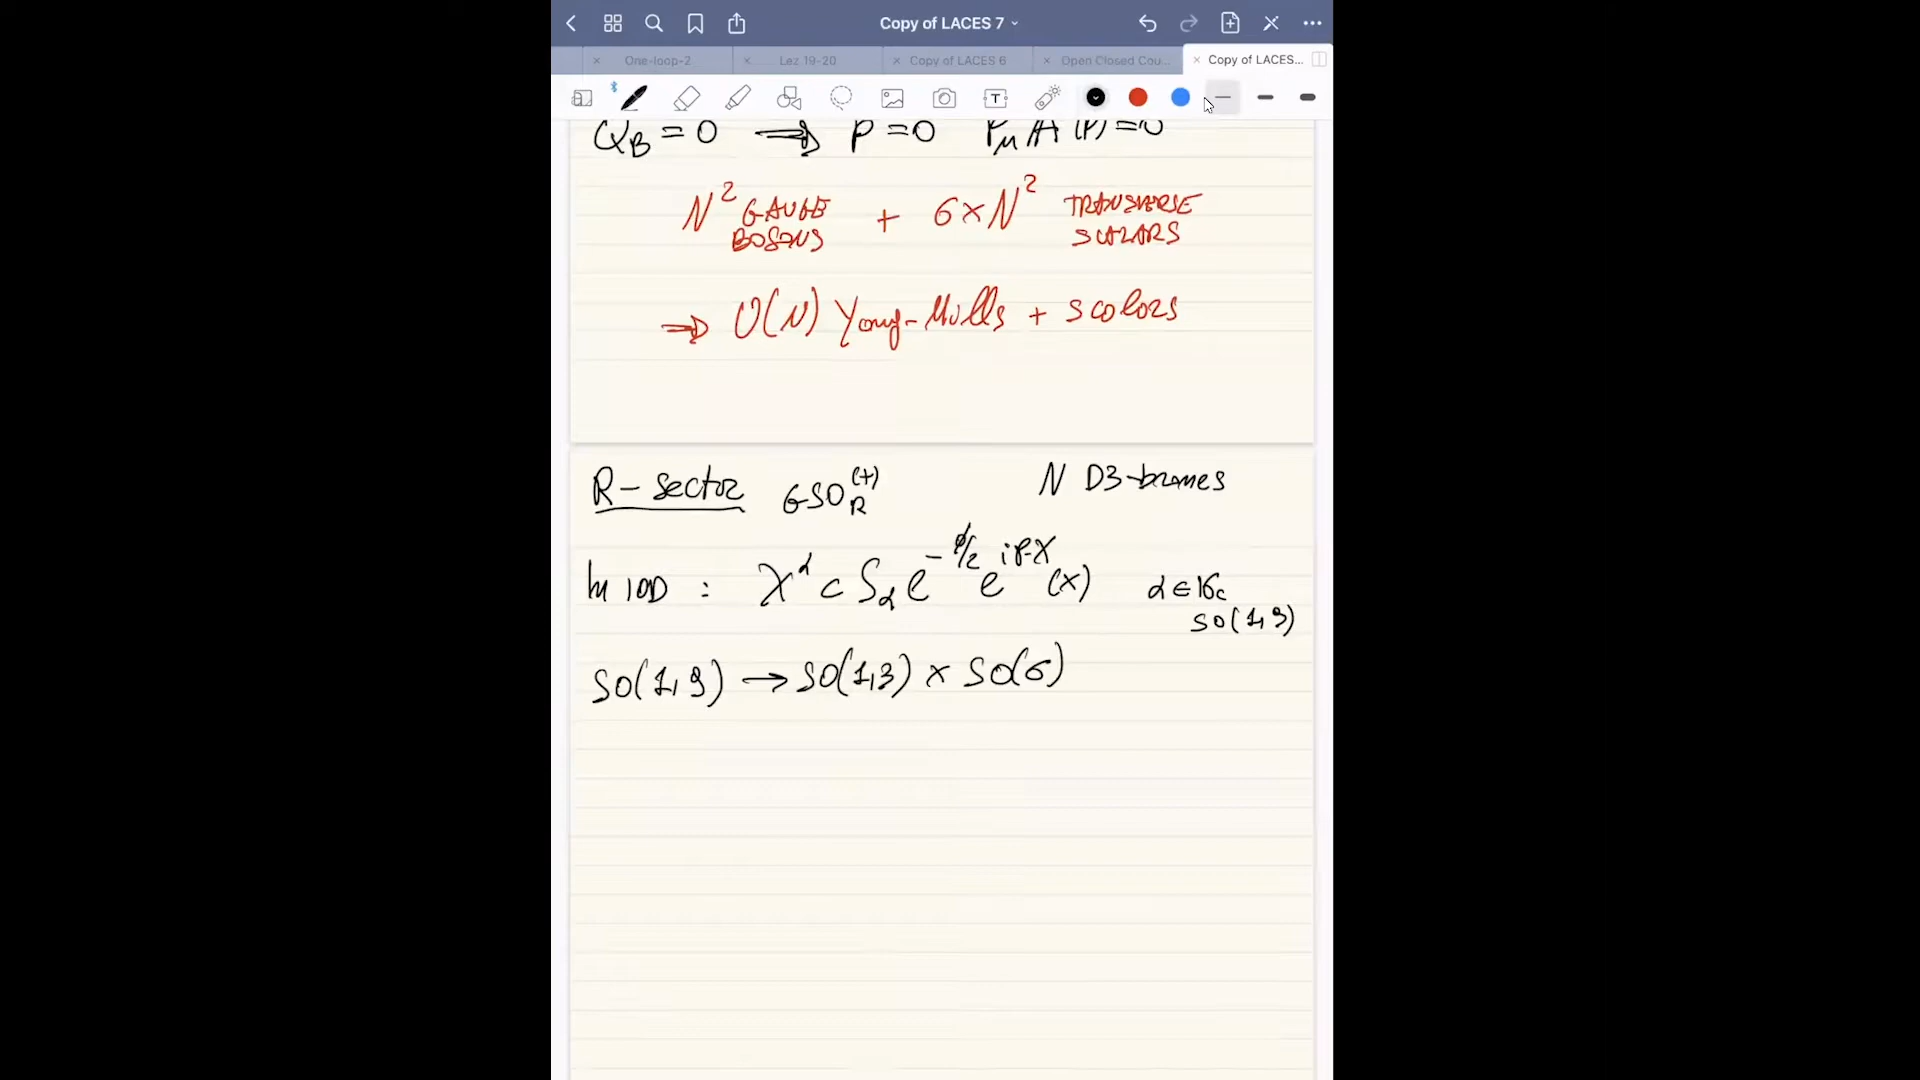 Copy of LACES 7
One-loop-2 Lez 19-20 Copy of LACES 6 Open Closed Cou... Copy of LACES...
Q_B = 0 ⇒ P² = 0 P_μ A^μ(P) = 0
N² GAUGE BOSONS + 6×N² TRANSVERSE SCALARS
⇒ U(N) Yang-Mills + scalars
R-sector GSO_R^(+) N D3-branes
In 10D : χ^α c S_α e^{-φ/2} e^{iP·X}(x) α ∈ 16_c
SO(1,9)
SO(1,9) → SO(1,3) × SO(6)